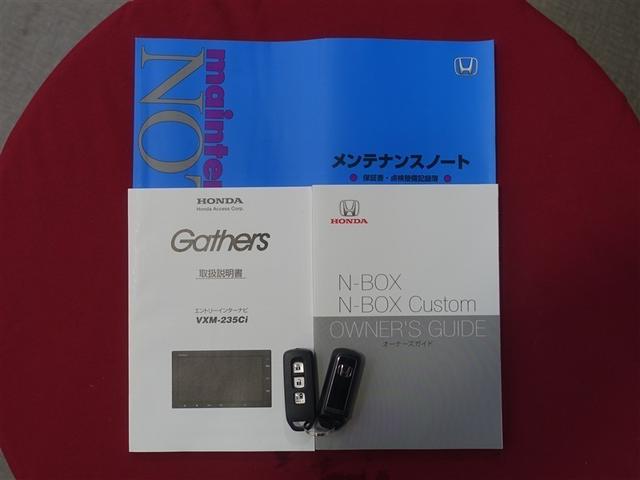 mainte
NO
メンテナンスノート
● 保証書・点検整備記録簿 ●
HONDA
Honda Access Corp.
Gathers
取扱説明書
エントリーインターナビ
VXM-235Ci
HONDA
N-BOX
N-BOX Custom
OWNER'S GUIDE
オーナーズガイド